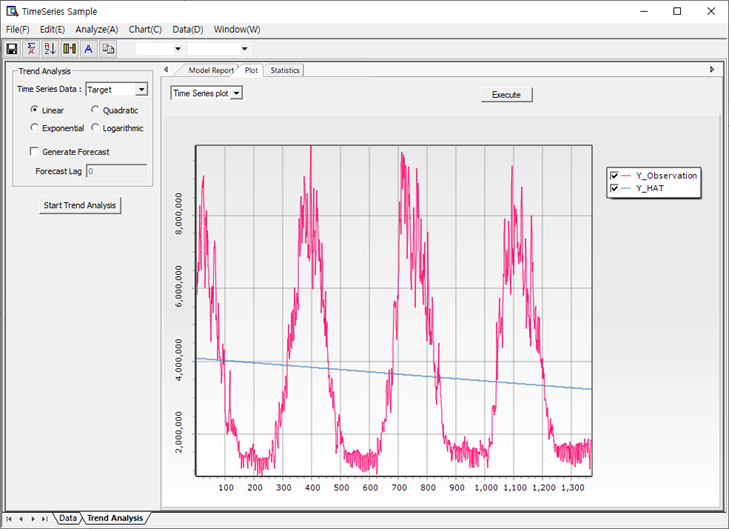 TimeSeries Sample
File(F) Edit(E) Analyze(A) Chart(C) Data(D) Window(W)
Trend Analysis
Time Series Data : Target
Linear Quadratic
Exponential Logarithmic
Generate Forecast
Forecast Lag 0
Start Trend Analysis
Model Report Plot Statistics
Time Series plot Execute
8,000,000
6,000,000
4,000,000
2,000,000
100 200 300 400 500 600 700 800 900 1,000 1,100 1,200 1,300
Y_Observation
Y_HAT
Data Trend Analysis